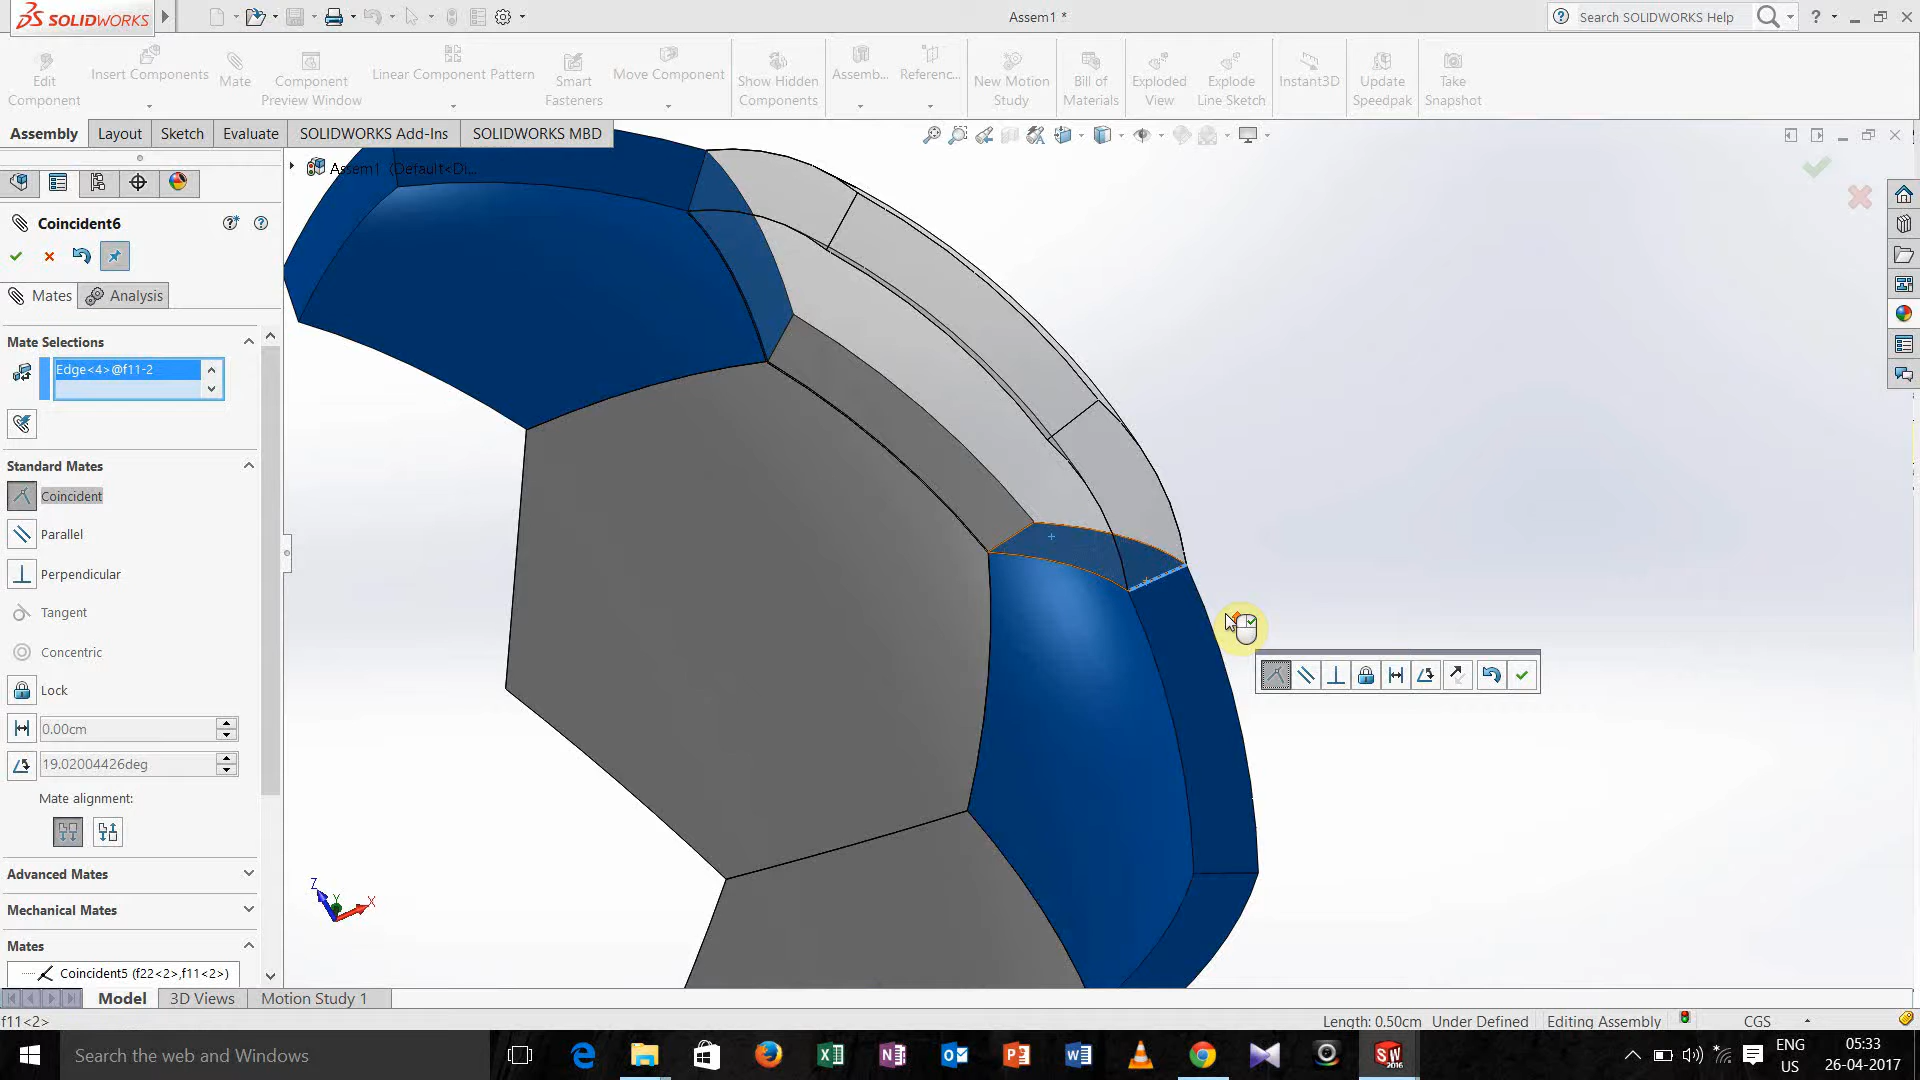 SOLIDWORKS
Assem1 *
Search SOLIDWORKS Help
Edit Component
Insert Components
Mate
Component Preview Window
Linear Component Pattern
Smart Fasteners
Move Component
Show Hidden Components
Assemb...
Referenc...
New Motion Study
Bill of Materials
Exploded View
Explode Line Sketch
Instant3D
Update Speedpak
Take Snapshot
Assembly
Layout
Sketch
Evaluate
SOLIDWORKS Add-Ins
SOLIDWORKS MBD
Assem1 (Default<Di...
Coincident6
Mates
Analysis
Mate Selections
Edge<4>@f11-2
Standard Mates
Coincident
Parallel
Perpendicular
Tangent
Concentric
Lock
0.00cm
19.02004426deg
Mate alignment:
Advanced Mates
Mechanical Mates
Mates
Coincident5 (f22<2>,f11<2>)
Z
Y
X
Model
3D Views
Motion Study 1
f11<2>
Length: 0.50cm
Under Defined
Editing Assembly
CGS
Search the web and Windows
SW 2016
ENG
US
05:33
26-04-2017